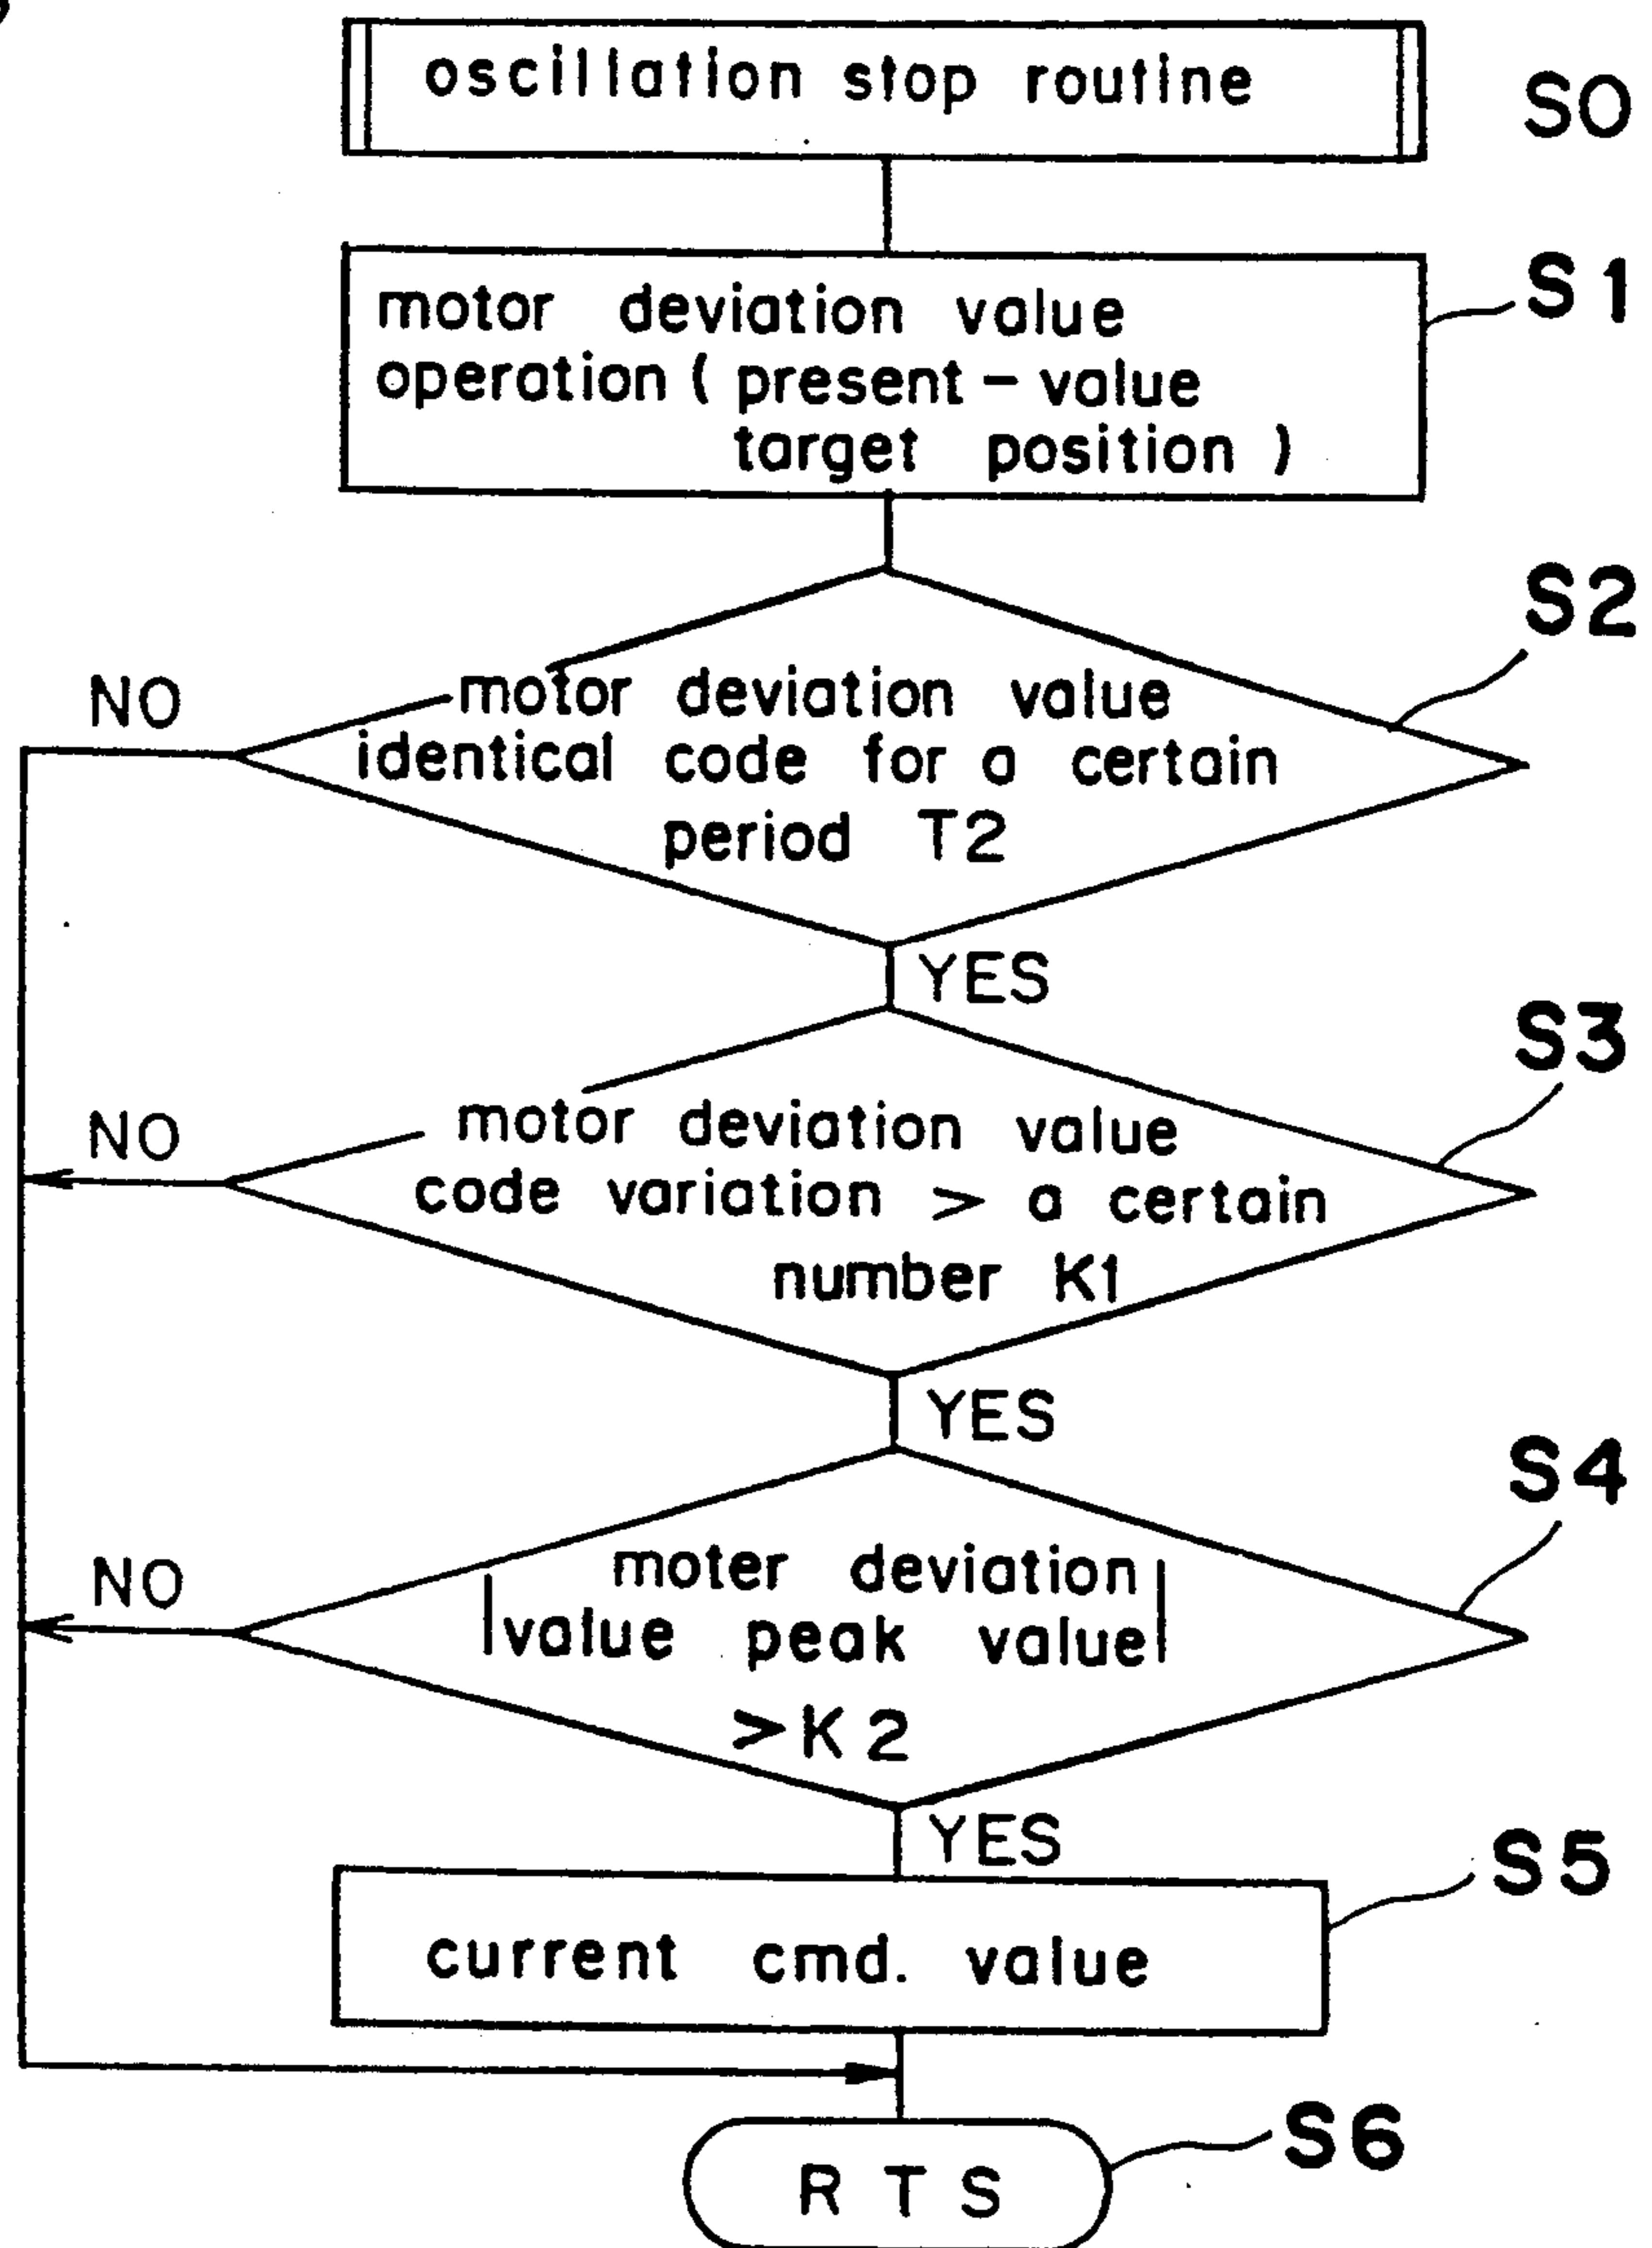 oscillation stop routine
S0
S1
motor deviation value
operation ( present - value
target position )
S2
NO
motor deviation value
identical code for a certain
period T2
YES
S3
NO
motor deviation value
code variation > a certain
number K1
YES
S4
NO
|moter deviation|
|value peak value|
>K2
YES
S5
current cmd. value
S6
RTS